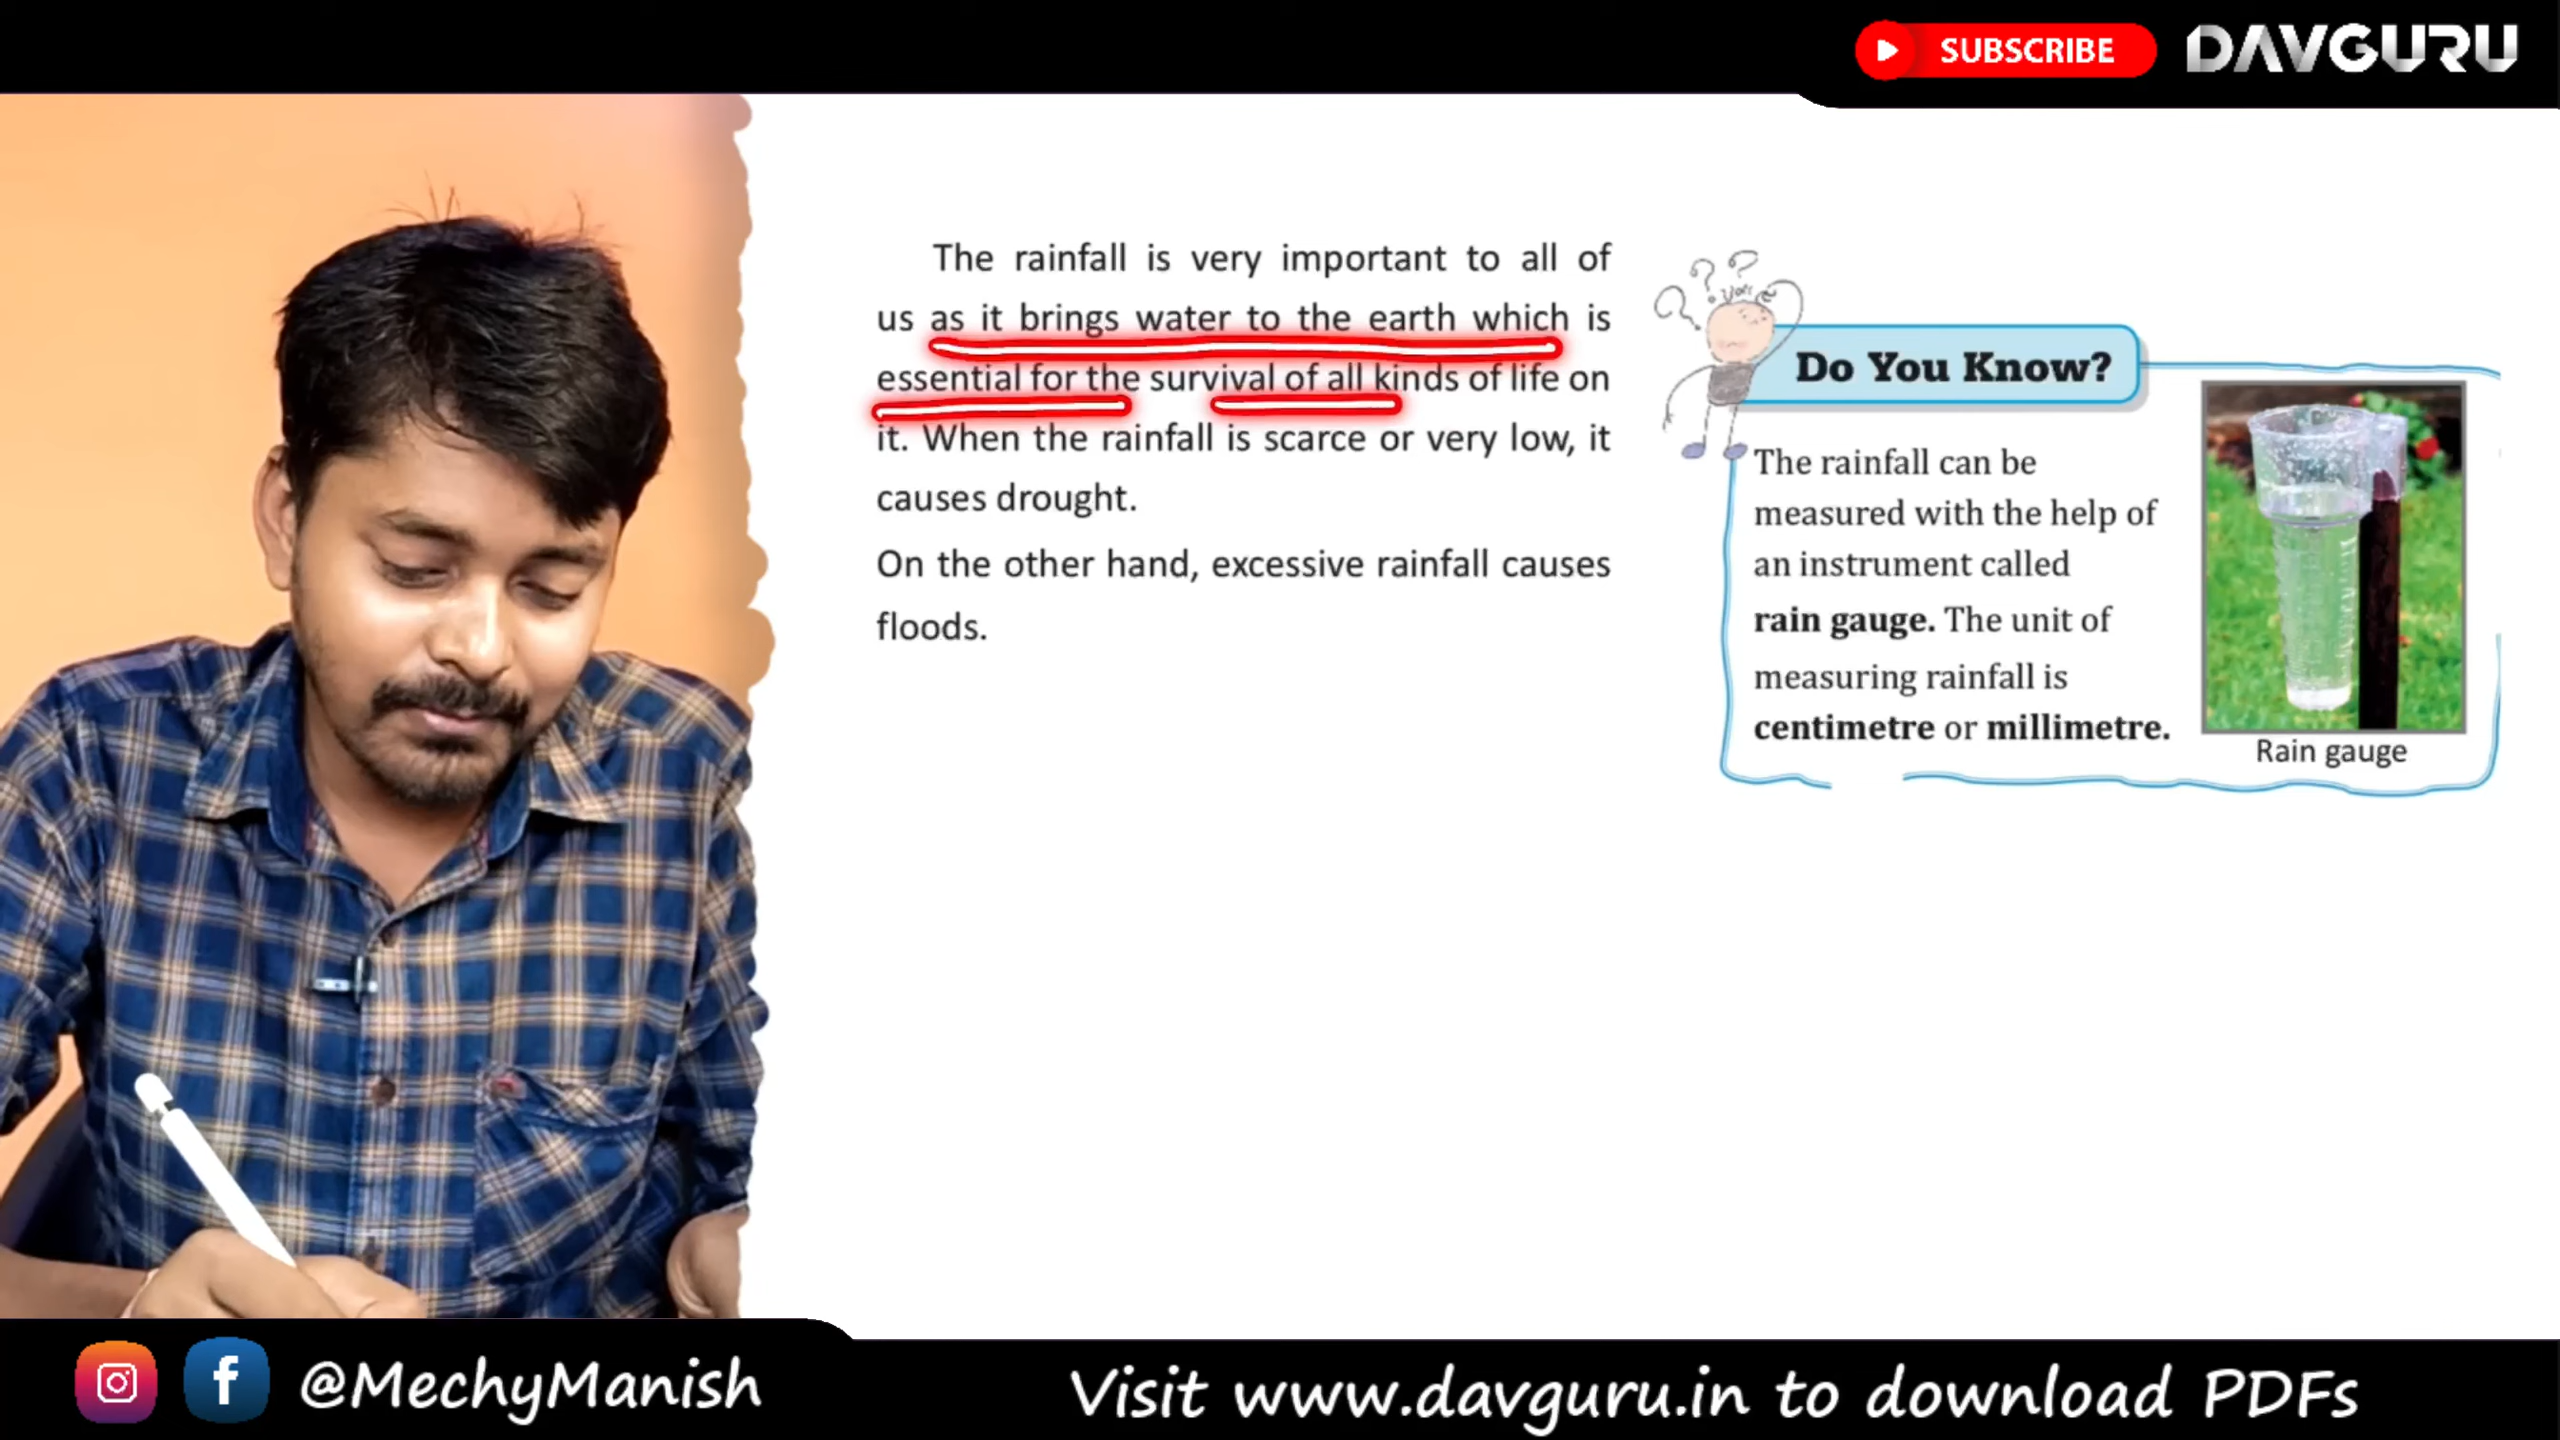 SUBSCRIBE
DAVGURU
The rainfall is very important to all of
us as it brings water to the earth which is
essential for the survival of all kinds of life on
it. When the rainfall is scarce or very low, it
causes drought.
On the other hand, excessive rainfall causes
floods.
Do You Know?
The rainfall can be
measured with the help of
an instrument called
rain gauge. The unit of
measuring rainfall is
centimetre or millimetre.
Rain gauge
@MechyManish
Visit www.davguru.in to download PDFs